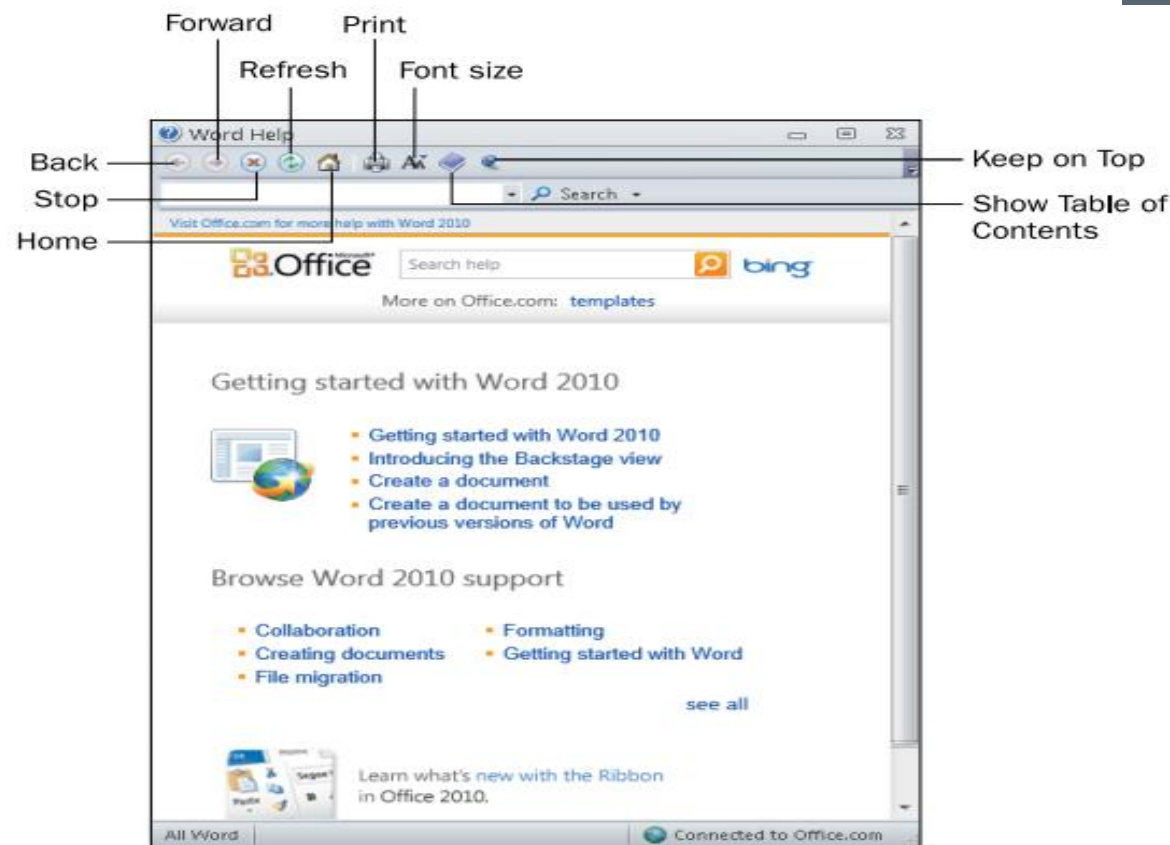 Forward Print
Refresh Font size
Word Help
Back
Keep on Top
Stop
Search
Show Table of
Contents
Visit Office.com for more help with Word 2010
Home
Microsoft
Office Search help bing
More on Office.com: templates
Getting started with Word 2010
Getting started with Word 2010
Introducing the Backstage view
Create a document
Create a document to be used by
previous versions of Word
Browse Word 2010 support
Collaboration Formatting
Creating documents Getting started with Word
File migration
see all
Learn what's new with the Ribbon
in Office 2010.
Paste
All Word Connected to Office.com